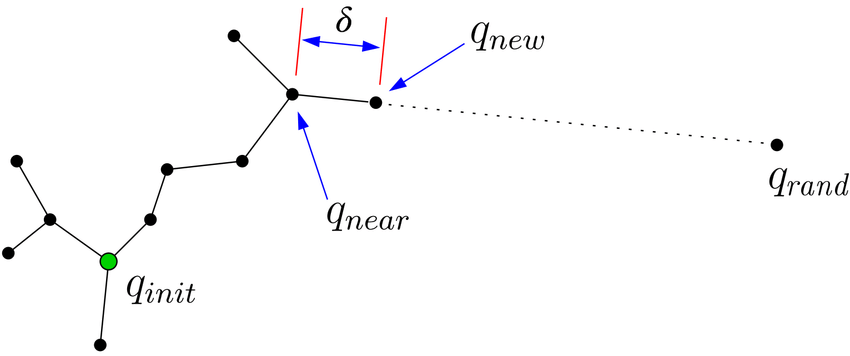 δ
q_new
q_rand
q_near
q_init